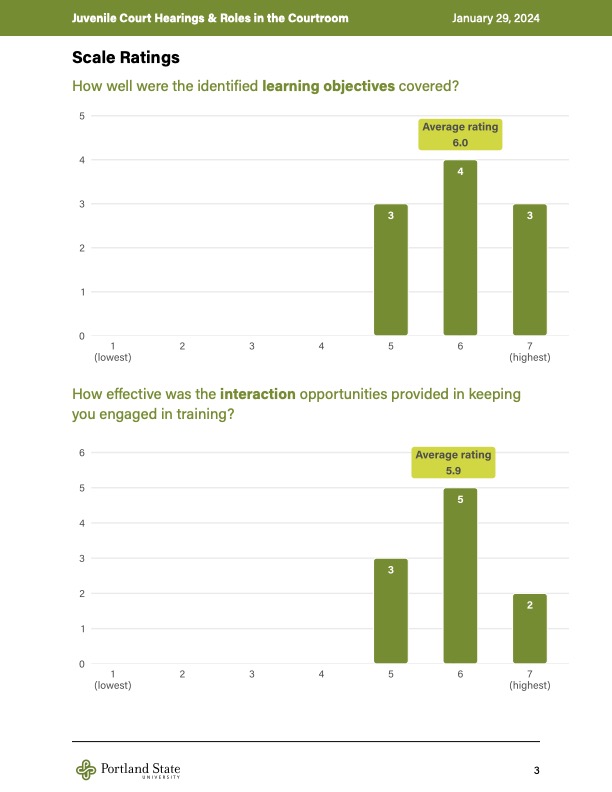 Juvenile Court Hearings & Roles in the Courtroom January 29, 2024
Scale Ratings
How well were the identified learning objectives covered?
5
Average rating
6.0
4
4
3
3
3
2
1
0
1 2 3 4 5 6 7
(lowest) (highest)
How effective was the interaction opportunities provided in keeping
you engaged in training?
6
Average rating
5.9
5
5
4
3
3
2
2
1
0
1 2 3 4 5 6 7
(lowest) (highest)
Portland State
UNIVERSITY
3